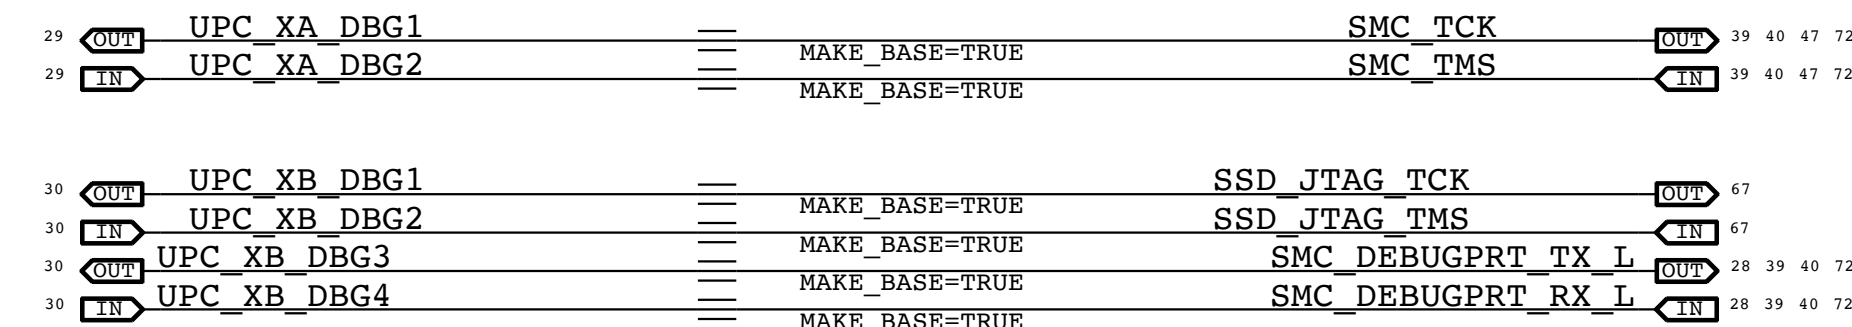 29 OUT UPC_XA_DBG1 SMC_TCK OUT 39 40 47 72
MAKE_BASE=TRUE
29 IN UPC_XA_DBG2 SMC_TMS IN 39 40 47 72
MAKE_BASE=TRUE
30 OUT UPC_XB_DBG1 SSD_JTAG_TCK OUT 67
MAKE_BASE=TRUE
30 IN UPC_XB_DBG2 SSD_JTAG_TMS IN 67
MAKE_BASE=TRUE
30 OUT UPC_XB_DBG3 SMC_DEBUGPRT_TX_L OUT 28 39 40 72
MAKE_BASE=TRUE
30 IN UPC_XB_DBG4 SMC_DEBUGPRT_RX_L IN 28 39 40 72
MAKE_BASE=TRUE